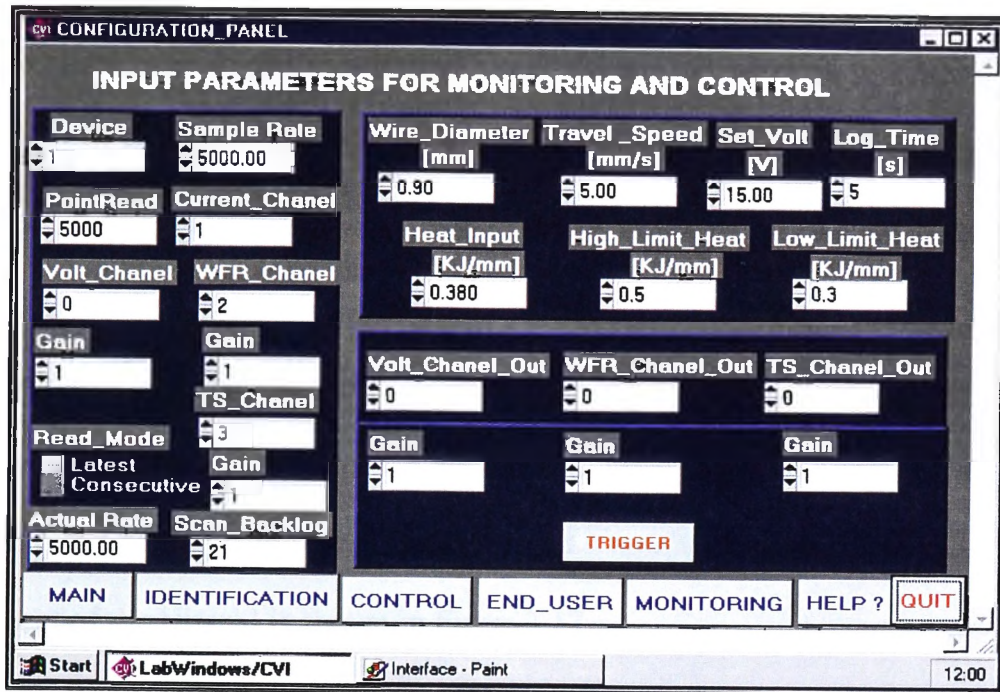 CVI CONFIGURATION_PANEL
INPUT PARAMETERS FOR MONITORING AND CONTROL
Device Sample Rate
1 5000.00
PointRead Current_Chanel
5000 1
Volt_Chanel WFR_Chanel
0 2
Gain Gain
1 1
TS_Chanel
3
Read_Mode
Latest
Consecutive
Gain
1
Actual Rate Scan_Backlog
5000.00 21
Wire_Diameter Travel_Speed Set_Volt Log_Time
[mm] [mm/s] [V] [s]
0.90 5.00 15.00 5
Heat_Input High_Limit_Heat Low_Limit_Heat
[KJ/mm] [KJ/mm] [KJ/mm]
0.380 0.5 0.3
Volt_Chanel_Out WFR_Chanel_Out TS_Chanel_Out
0 0 0
Gain Gain Gain
1 1 1
TRIGGER
MAIN IDENTIFICATION CONTROL END_USER MONITORING HELP ? QUIT
Start LabWindows/CVI Interface - Paint 12:00